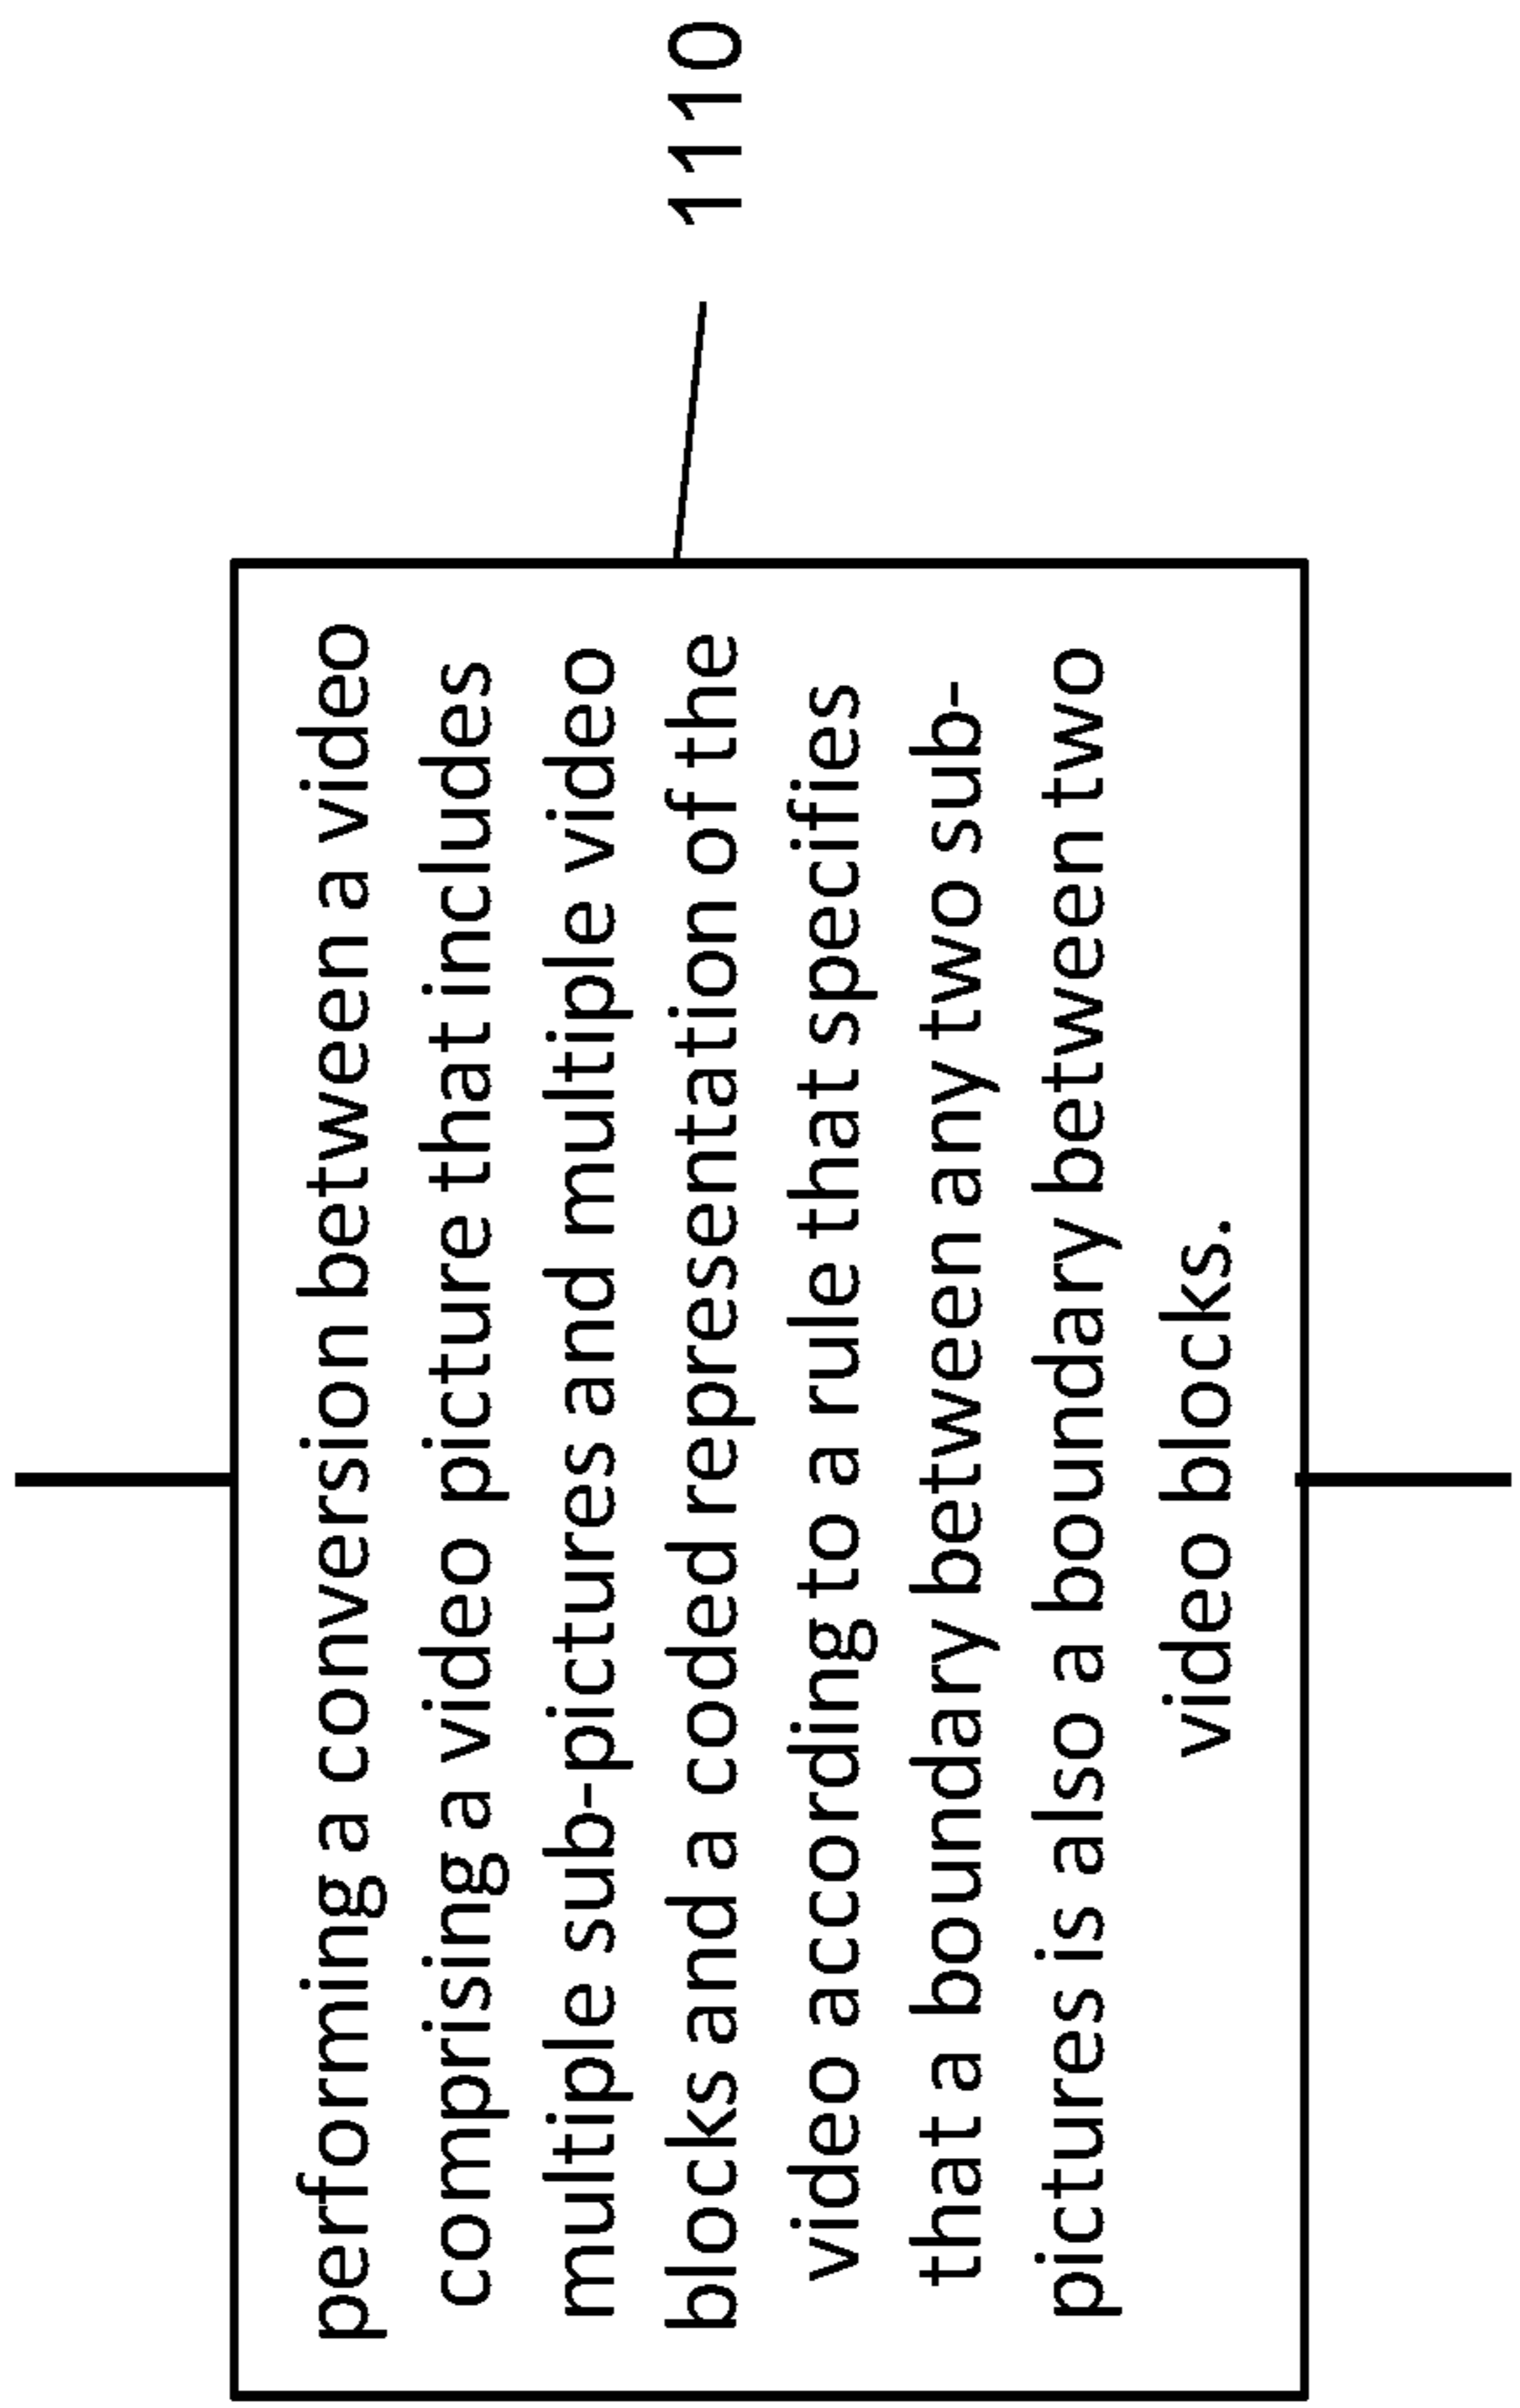 performing a conversion between a video
comprising a video picture that includes
multiple sub-pictures and multiple video
blocks and a coded representation of the
video according to a rule that specifies
that a boundary between any two sub-
pictures is also a boundary between two
video blocks.
1110